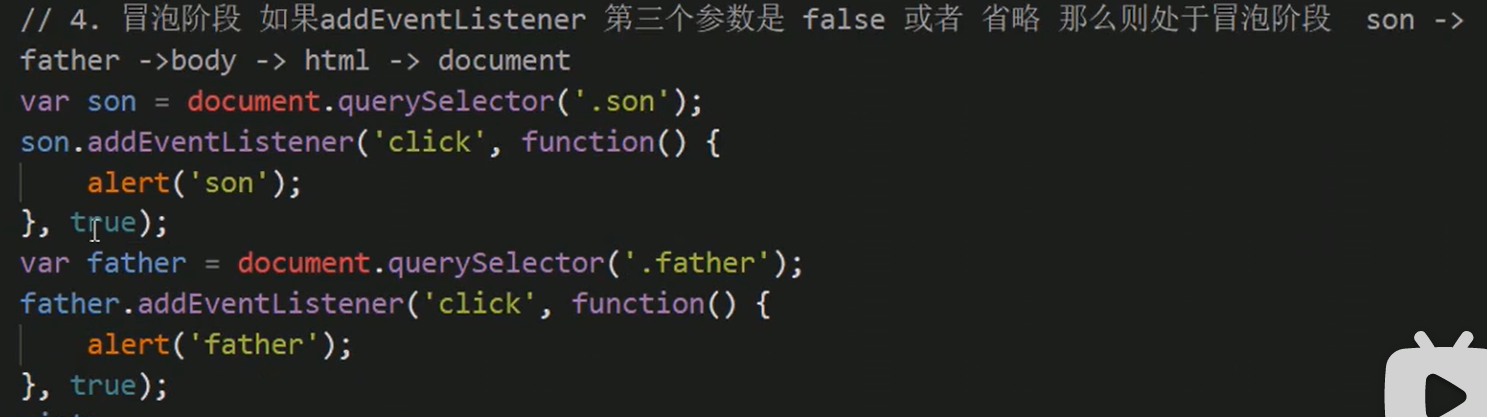 // 4. 冒泡阶段 如果addEventListener 第三个参数是 false 或者 省略 那么则处于冒泡阶段  son ->
father ->body -> html -> document
var son = document.querySelector('.son');
son.addEventListener('click', function() {
    alert('son');
}, true);
var father = document.querySelector('.father');
father.addEventListener('click', function() {
    alert('father');
}, true);